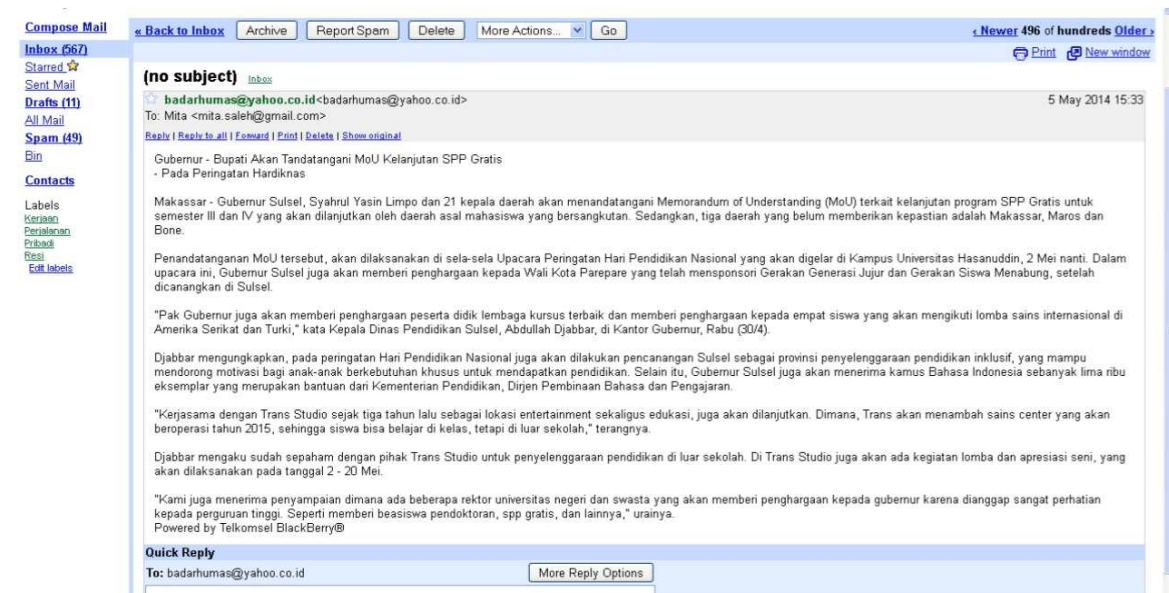 Compose Mail
Inbox (567)
Starred
Sent Mail
Drafts (11)
All Mail
Spam (49)
Bin
Contacts
Labels
Kerjaan
Perjalanan
Pribadi
Resi
Edit labels
« Back to Inbox Archive Report Spam Delete More Actions... Go ‹ Newer 496 of hundreds Older ›
Print New window
(no subject) Inbox
badarhumas@yahoo.co.id<badarhumas@yahoo.co.id> 5 May 2014 15:33
To: Mita <mita.saleh@gmail.com>
Reply | Reply to all | Forward | Print | Delete | Show original
Gubernur - Bupati Akan Tandatangani MoU Kelanjutan SPP Gratis
- Pada Peringatan Hardiknas
Makassar - Gubernur Sulsel, Syahrul Yasin Limpo dan 21 kepala daerah akan menandatangani Memorandum of Understanding (MoU) terkait kelanjutan program SPP Gratis untuk
semester III dan IV yang akan dilanjutkan oleh daerah asal mahasiswa yang bersangkutan. Sedangkan, tiga daerah yang belum memberikan kepastian adalah Makassar, Maros dan
Bone.
Penandatanganan MoU tersebut, akan dilaksanakan di sela-sela Upacara Peringatan Hari Pendidikan Nasional yang akan digelar di Kampus Universitas Hasanuddin, 2 Mei nanti. Dalam
upacara ini, Gubernur Sulsel juga akan memberi penghargaan kepada Wali Kota Parepare yang telah mensponsori Gerakan Generasi Jujur dan Gerakan Siswa Menabung, setelah
dicanangkan di Sulsel.
"Pak Gubernur juga akan memberi penghargaan peserta didik lembaga kursus terbaik dan memberi penghargaan kepada empat siswa yang akan mengikuti lomba sains internasional di
Amerika Serikat dan Turki," kata Kepala Dinas Pendidikan Sulsel, Abdullah Djabbar, di Kantor Gubernur, Rabu (30/4).
Djabbar mengungkapkan, pada peringatan Hari Pendidikan Nasional juga akan dilakukan pencanangan Sulsel sebagai provinsi penyelenggaraan pendidikan inklusif, yang mampu
mendorong motivasi bagi anak-anak berkebutuhan khusus untuk mendapatkan pendidikan. Selain itu, Gubernur Sulsel juga akan menerima kamus Bahasa Indonesia sebanyak lima ribu
eksemplar yang merupakan bantuan dari Kementerian Pendidikan, Dirjen Pembinaan Bahasa dan Pengajaran.
"Kerjasama dengan Trans Studio sejak tiga tahun lalu sebagai lokasi entertainment sekaligus edukasi, juga akan dilanjutkan. Dimana, Trans akan menambah sains center yang akan
beroperasi tahun 2015, sehingga siswa bisa belajar di kelas, tetapi di luar sekolah," terangnya.
Djabbar mengaku sudah sepaham dengan pihak Trans Studio untuk penyelenggaraan pendidikan di luar sekolah. Di Trans Studio juga akan ada kegiatan lomba dan apresiasi seni, yang
akan dilaksanakan pada tanggal 2 - 20 Mei.
"Kami juga menerima penyampaian dimana ada beberapa rektor universitas negeri dan swasta yang akan memberi penghargaan kepada gubernur karena dianggap sangat perhatian
kepada perguruan tinggi. Seperti memberi beasiswa pendoktoran, spp gratis, dan lainnya," urainya.
Powered by Telkomsel BlackBerry®
Quick Reply
To: badarhumas@yahoo.co.id More Reply Options